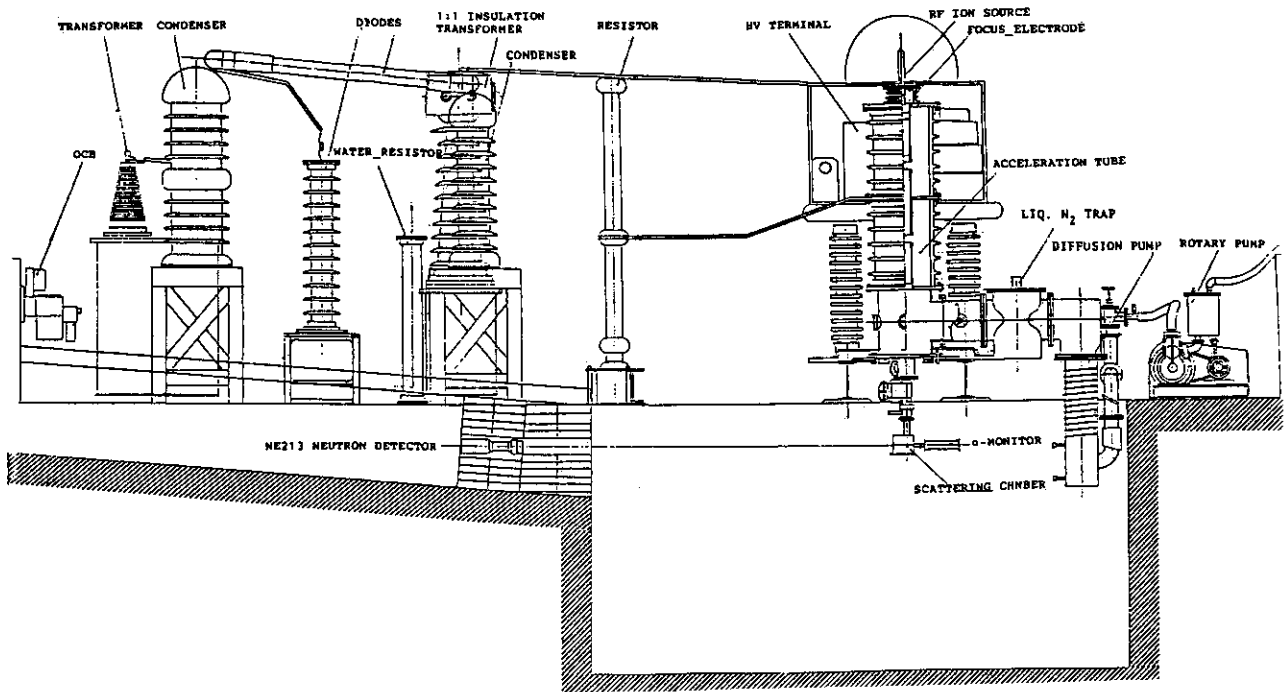 TRANSFORMER
CONDENSER
DIODES
1:1 INSULATION
TRANSFORMER
CONDENSER
RESISTOR
HV TERMINAL
RF ION SOURCE
FOCUS_ELECTRODE
OCB
WATER_RESISTOR
ACCELERATION TUBE
LIQ. N₂ TRAP
DIFFUSION PUMP
ROTARY PUMP
NE213 NEUTRON DETECTOR
α-MONITOR
SCATTERING CHMBER